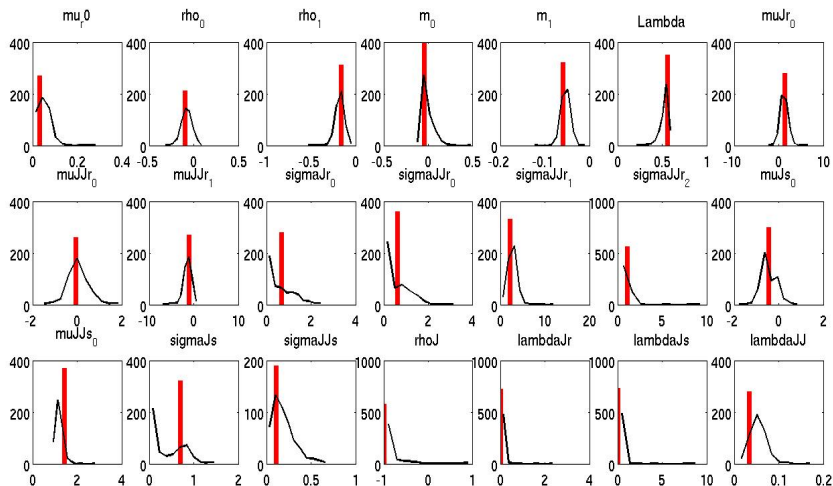 mu_r0 rho_0 rho_1 m_0 m_1 Lambda muJr_0
400 400 400 400 400 400 400
200 200 200 200 200 200 200
0 0 0 0 0 0 0
0 0.2 0.4 -0.5 0 0.5 -1 -0.5 0 -0.5 0 0.5 -0.2 -0.1 0 0 0.5 1 -10 0 10
muJJr_0 muJJr_1 sigmaJr_0 sigmaJJr_0 sigmaJJr_1 sigmaJJr_2 muJs_0
400 400 400 400 400 1000 400
200 200 200 200 200 500 200
0 0 0 0 0 0 0
-2 0 2 -10 0 10 0 2 4 0 2 4 0 10 20 0 5 10 -2 0 2
muJJs_0 sigmaJs sigmaJJs rhoJ lambdaJr lambdaJs lambdaJJ
400 400 200 1000 1000 1000 400
200 200 100 500 500 500 200
0 0 0 0 0 0 0
0 2 4 0 1 2 0 0.5 1 -1 0 1 0 5 10 0 5 10 0 0.1 0.2